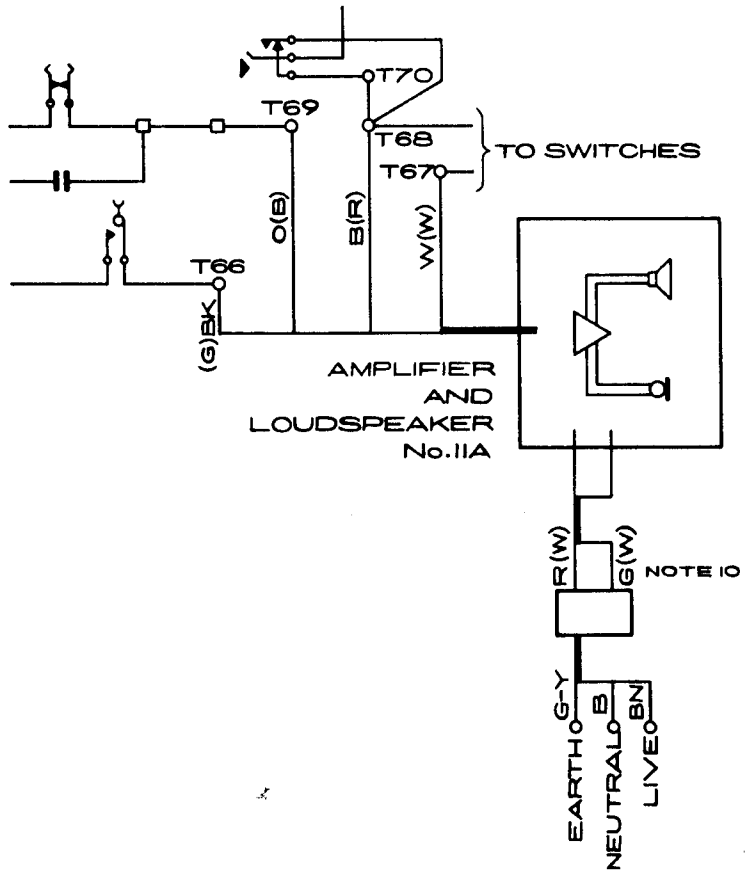 T70
T69
T68
T67
TO SWITCHES
O(B)
B(R)
W(W)
T66
(G)BK
AMPLIFIER
AND
LOUDSPEAKER
No.11A
R(W)
G(W)
NOTE 10
G-Y
B
BN
EARTH
NEUTRAL
LIVE